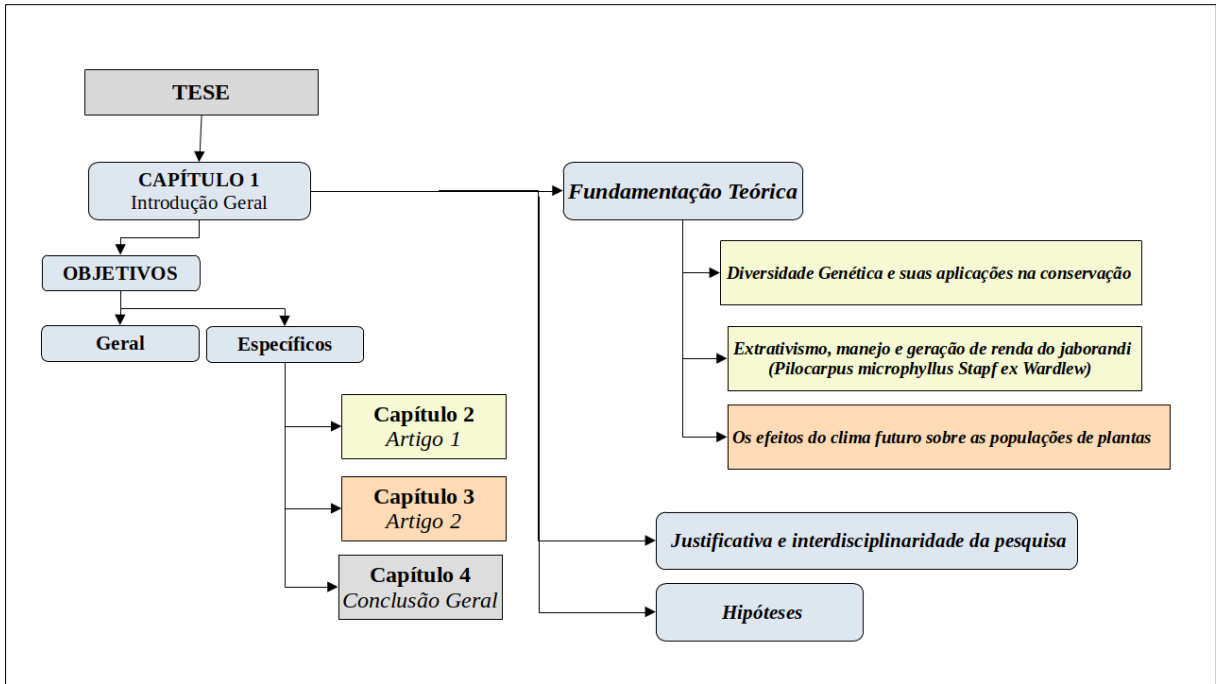 TESE
CAPÍTULO 1
Introdução Geral
OBJETIVOS
Geral
Específicos
Capítulo 2
Artigo 1
Capítulo 3
Artigo 2
Capítulo 4
Conclusão Geral
Fundamentação Teórica
Diversidade Genética e suas aplicações na conservação
Extrativismo, manejo e geração de renda do jaborandi
(Pilocarpus microphyllus Stapf ex Wardlew)
Os efeitos do clima futuro sobre as populações de plantas
Justificativa e interdisciplinaridade da pesquisa
Hipóteses